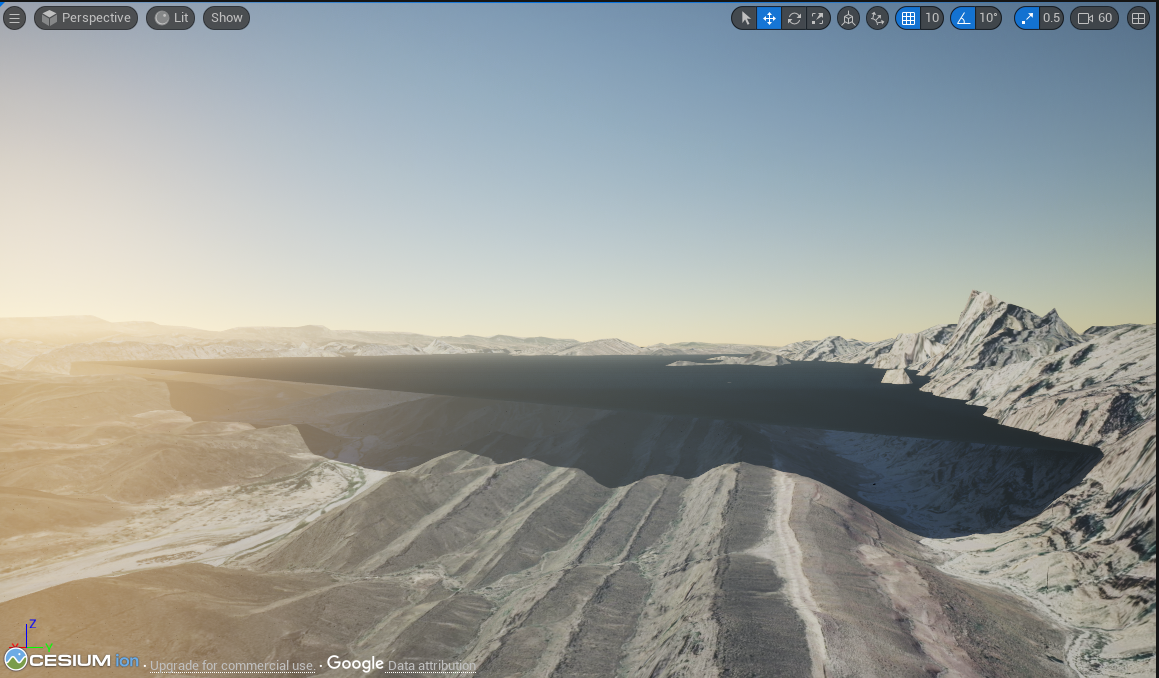 Perspective Lit Show 10 10° 0.5 60
Z
CESIUM ion · Upgrade for commercial use. · Google Data attribution